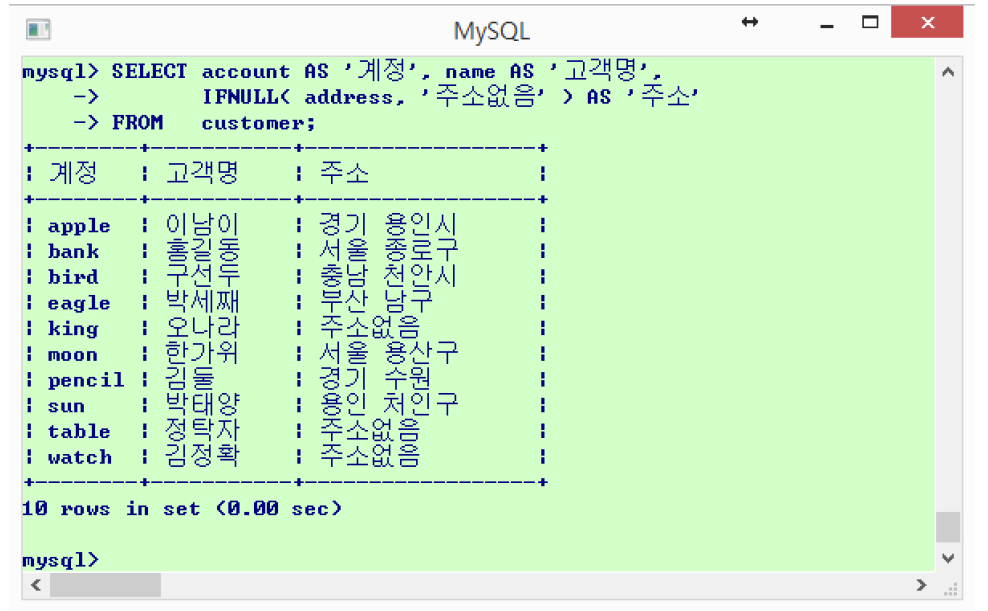 MySQL
mysql> SELECT account AS '계정', name AS '고객명',
    ->        IFNULL( address, '주소없음' ) AS '주소'
    -> FROM   customer;
+--------+-----------+------------------+
| 계정   | 고객명    | 주소             |
+--------+-----------+------------------+
| apple  | 이남이    | 경기 용인시      |
| bank   | 홍길동    | 서울 종로구      |
| bird   | 구선두    | 충남 천안시      |
| eagle  | 박세째    | 부산 남구        |
| king   | 오나라    | 주소없음         |
| moon   | 한가위    | 서울 용산구      |
| pencil | 김둘      | 경기 수원        |
| sun    | 박태양    | 용인 처인구      |
| table  | 정탁자    | 주소없음         |
| watch  | 김정확    | 주소없음         |
+--------+-----------+------------------+
10 rows in set (0.00 sec)
mysql>